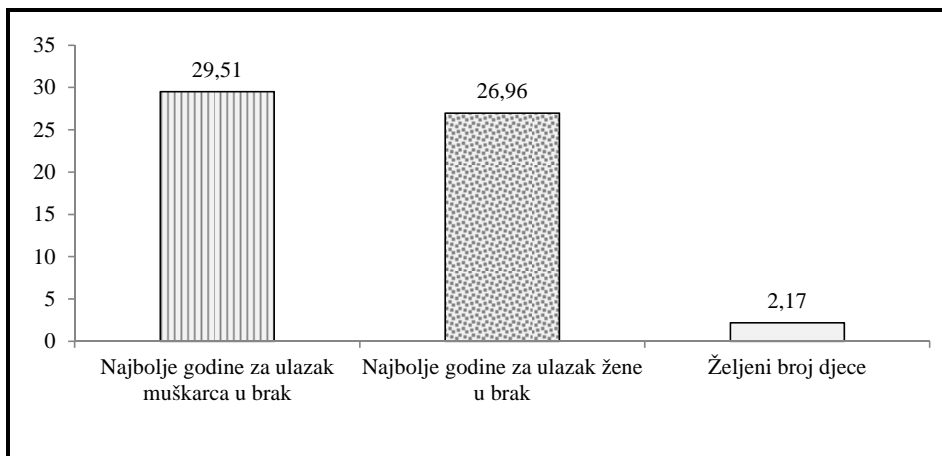 35
30
25
20
15
10
5
0
29,51
26,96
2,17
Najbolje godine za ulazak
muškarca u brak
Najbolje godine za ulazak žene
u brak
Željeni broj djece